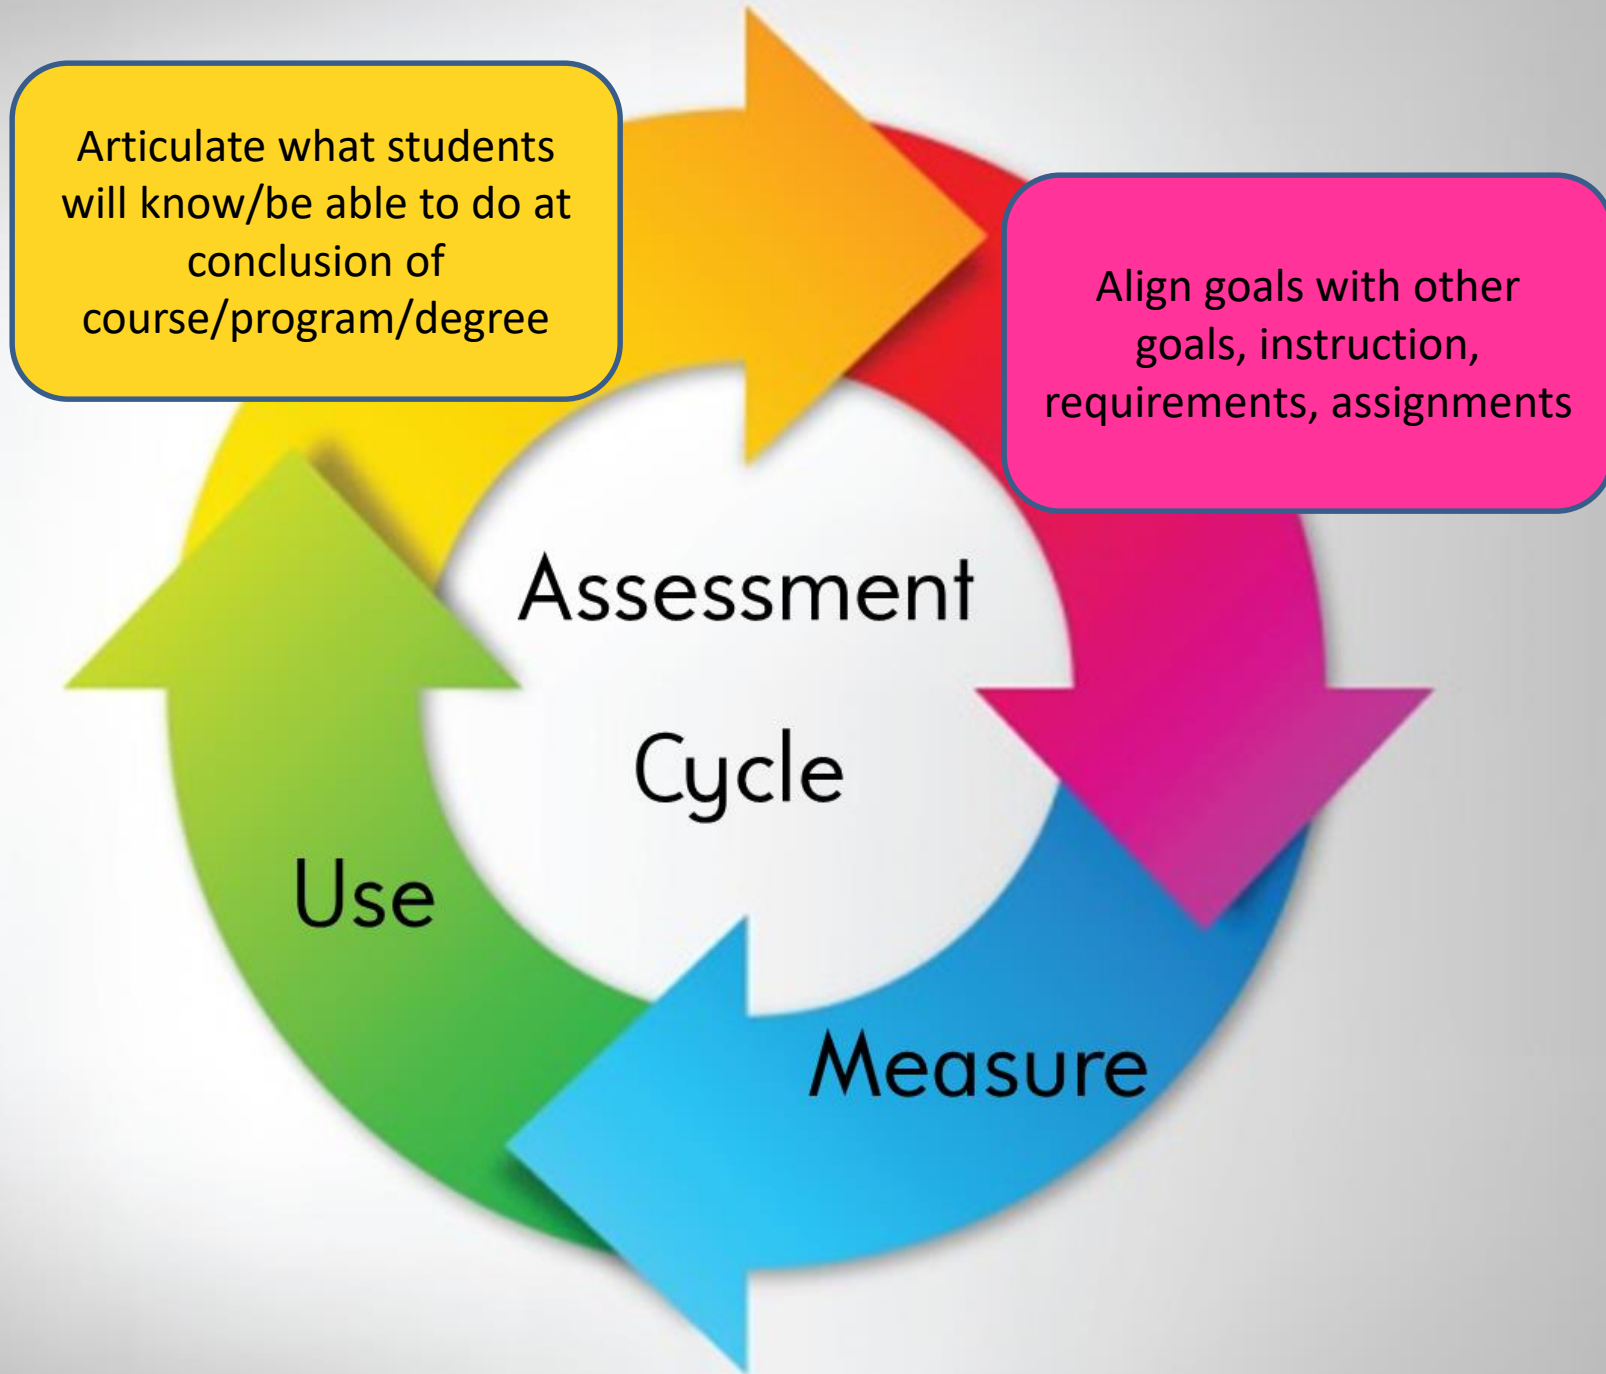 Articulate what students
will know/be able to do at
conclusion of
course/program/degree
Align goals with other
goals, instruction,
requirements, assignments
Assessment
Cycle
Use
Measure